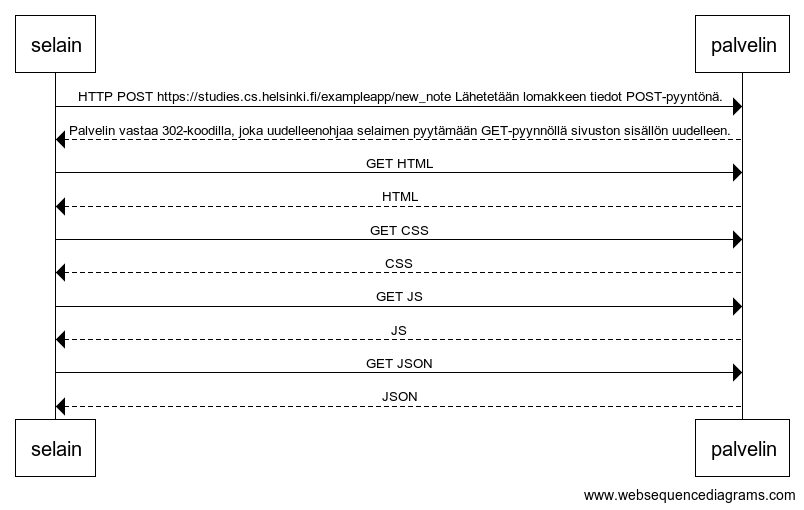 selain
palvelin
HTTP POST https://studies.cs.helsinki.fi/exampleapp/new_note Lähetetään lomakkeen tiedot POST-pyyntönä.
Palvelin vastaa 302-koodilla, joka uudelleenohjaa selaimen pyytämään GET-pyynnöllä sivuston sisällön uudelleen.
GET HTML
HTML
GET CSS
CSS
GET JS
JS
GET JSON
JSON
selain
palvelin
www.websequencediagrams.com